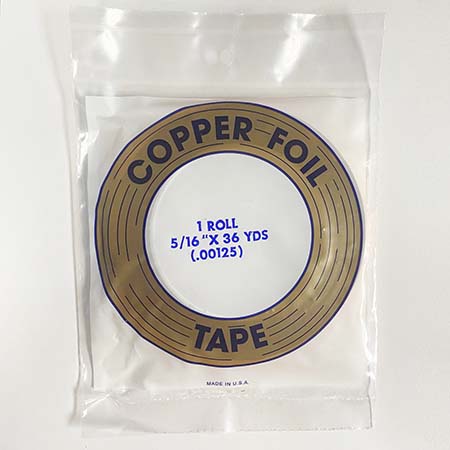 COPPER FOIL
1 ROLL
5/16 "X 36 YDS
(.00125)
TAPE
MADE IN U.S.A.